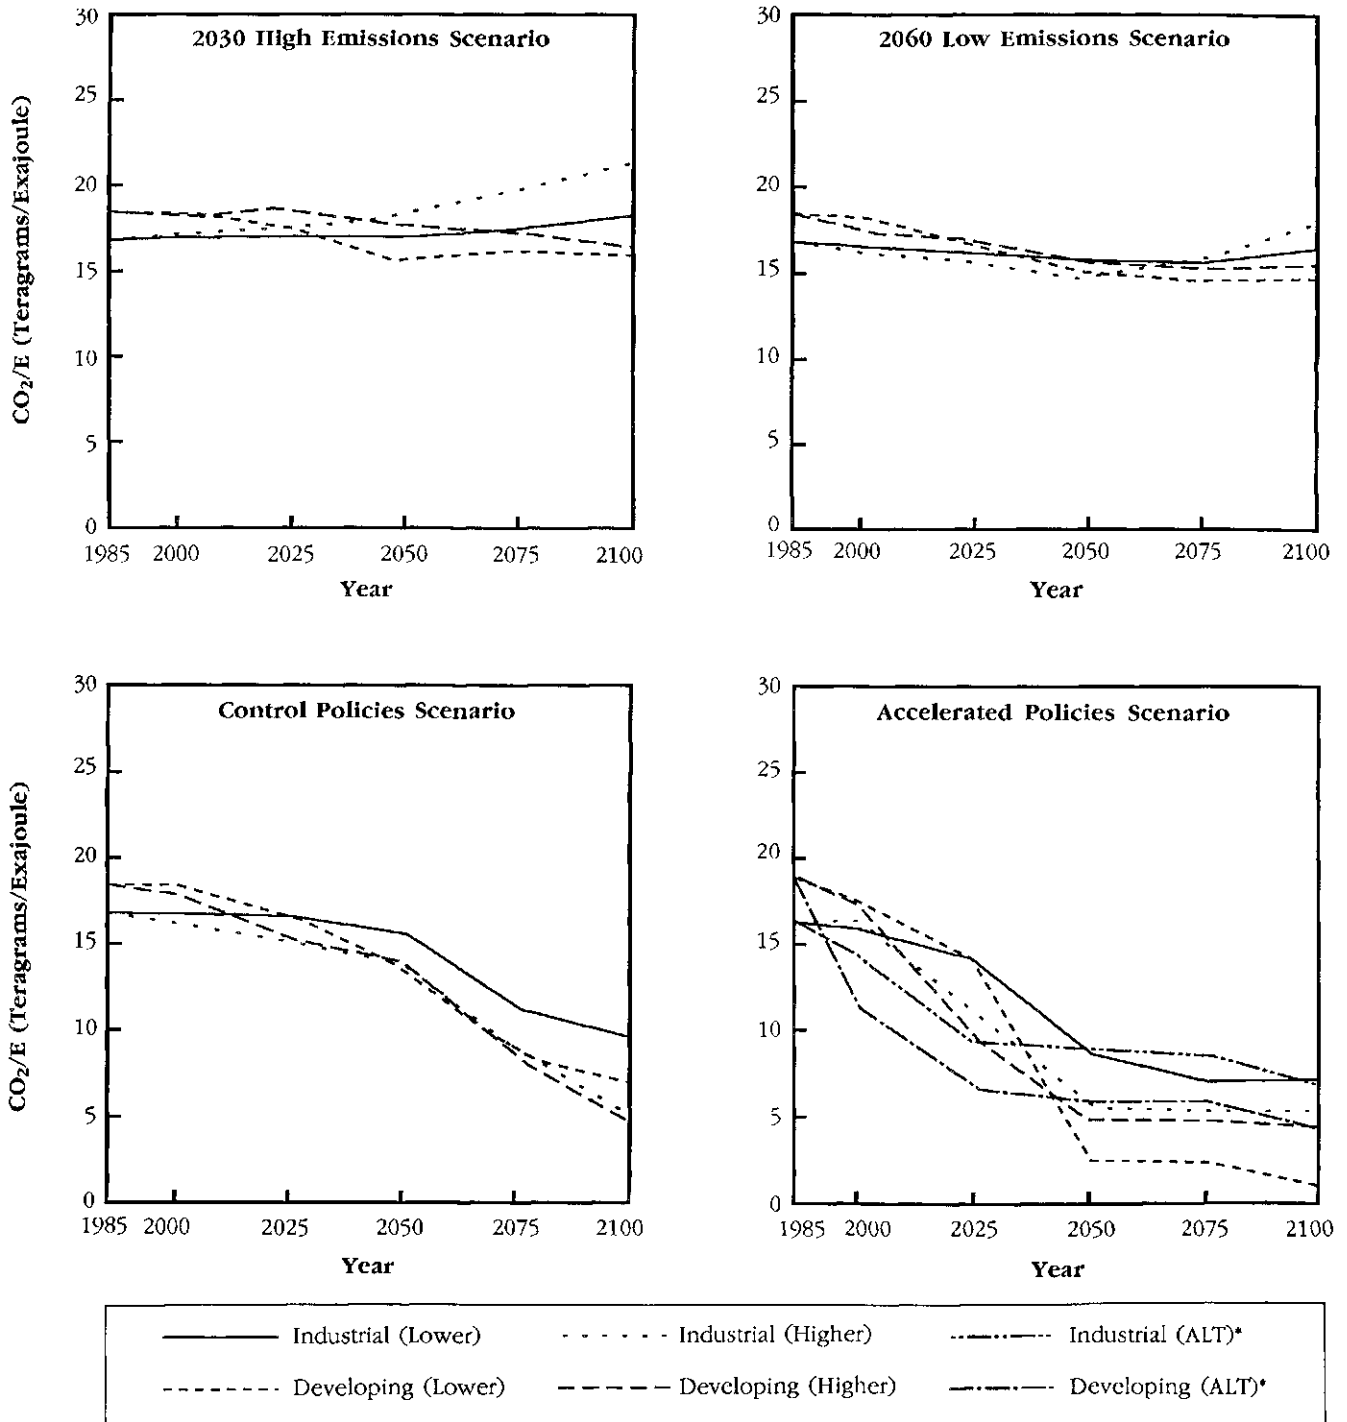 2030 High Emissions Scenario
CO₂/E (Teragrams/Exajoule)
30
25
20
15
10
5
0
1985 2000 2025 2050 2075 2100
Year
2060 Low Emissions Scenario
30
25
20
15
10
5
0
1985 2000 2025 2050 2075 2100
Year
Control Policies Scenario
CO₂/E (Teragrams/Exajoule)
30
25
20
15
10
5
0
1985 2000 2025 2050 2075 2100
Year
Accelerated Policies Scenario
30
25
20
15
10
5
0
1985 2000 2025 2050 2075 2100
Year
Industrial (Lower) Industrial (Higher) Industrial (ALT)*
Developing (Lower) Developing (Higher) Developing (ALT)*